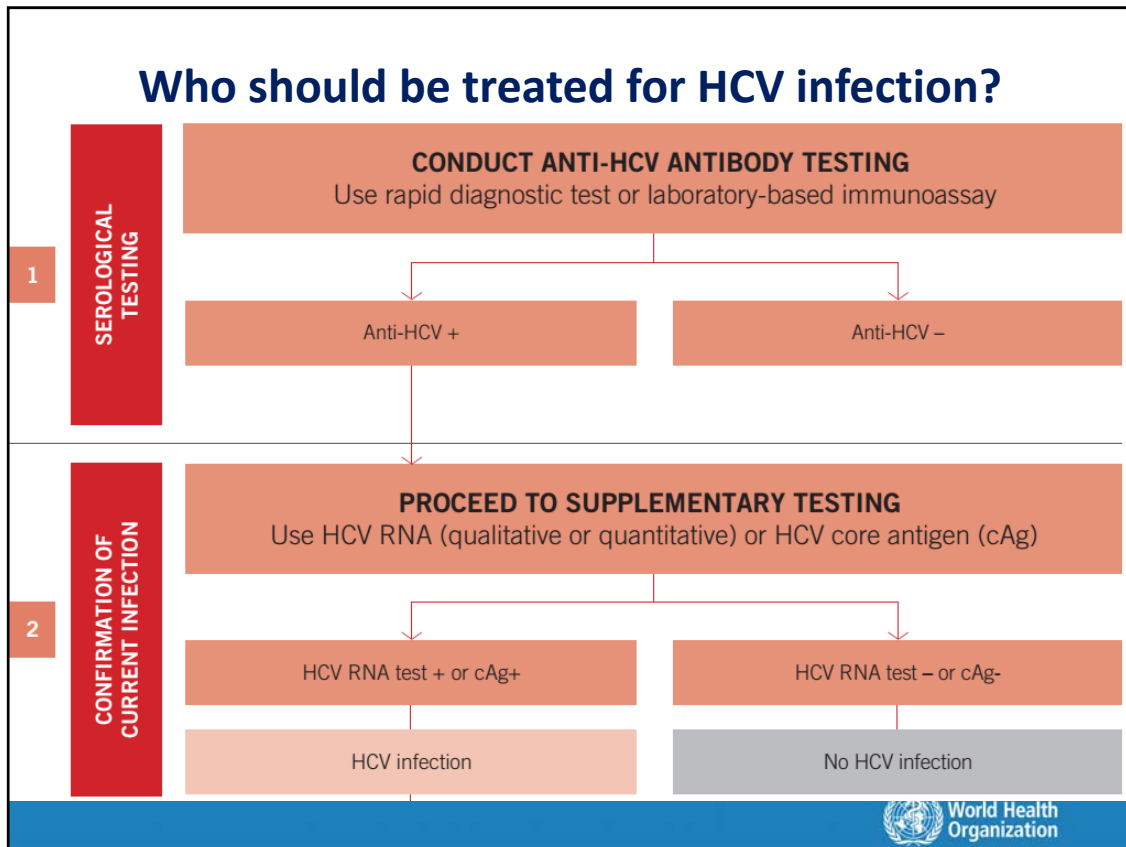 Who should be treated for HCV infection?
1
SEROLOGICAL
TESTING
CONDUCT ANTI-HCV ANTIBODY TESTING
Use rapid diagnostic test or laboratory-based immunoassay
Anti-HCV +
Anti-HCV –
2
CONFIRMATION OF
CURRENT INFECTION
PROCEED TO SUPPLEMENTARY TESTING
Use HCV RNA (qualitative or quantitative) or HCV core antigen (cAg)
HCV RNA test + or cAg+
HCV RNA test – or cAg-
HCV infection
No HCV infection
World Health
Organization